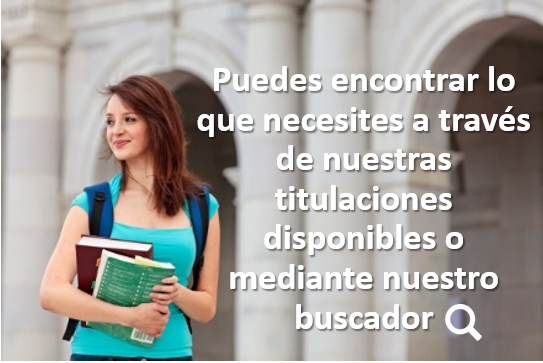 Puedes encontrar lo
que necesites a través
de nuestras
titulaciones
disponibles o
mediante nuestro
buscador